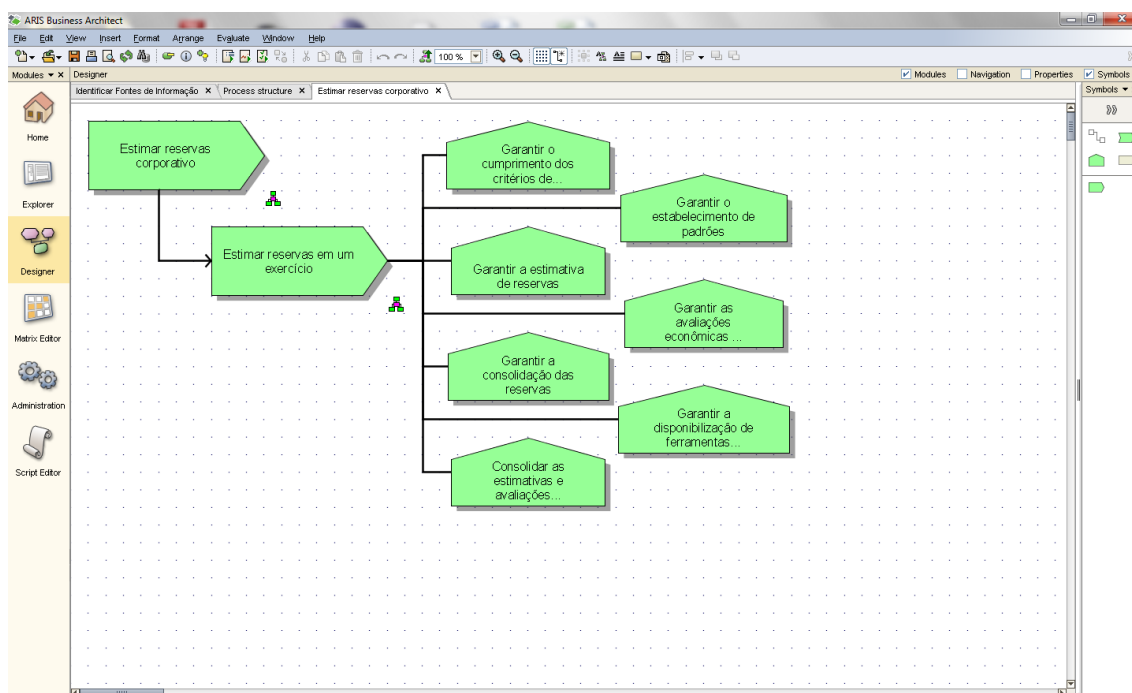 ARIS Business Architect
File Edit View Insert Format Arrange Evaluate Window Help
100 %
Modules
Designer
Modules Navigation Properties Symbols
Identificar Fontes de Informação
Process structure
Estimar reservas corporativo
Symbols
Home
Explorer
Designer
Matrix Editor
Administration
Script Editor
Estimar reservas
corporativo
Estimar reservas em um
exercício
Garantir o
cumprimento dos
critérios de...
Garantir o
estabelecimento de
padrões
Garantir a estimativa
de reservas
Garantir as
avaliações
econômicas ...
Garantir a
consolidação das
reservas
Garantir a
disponibilização de
ferramentas...
Consolidar as
estimativas e
avaliações...